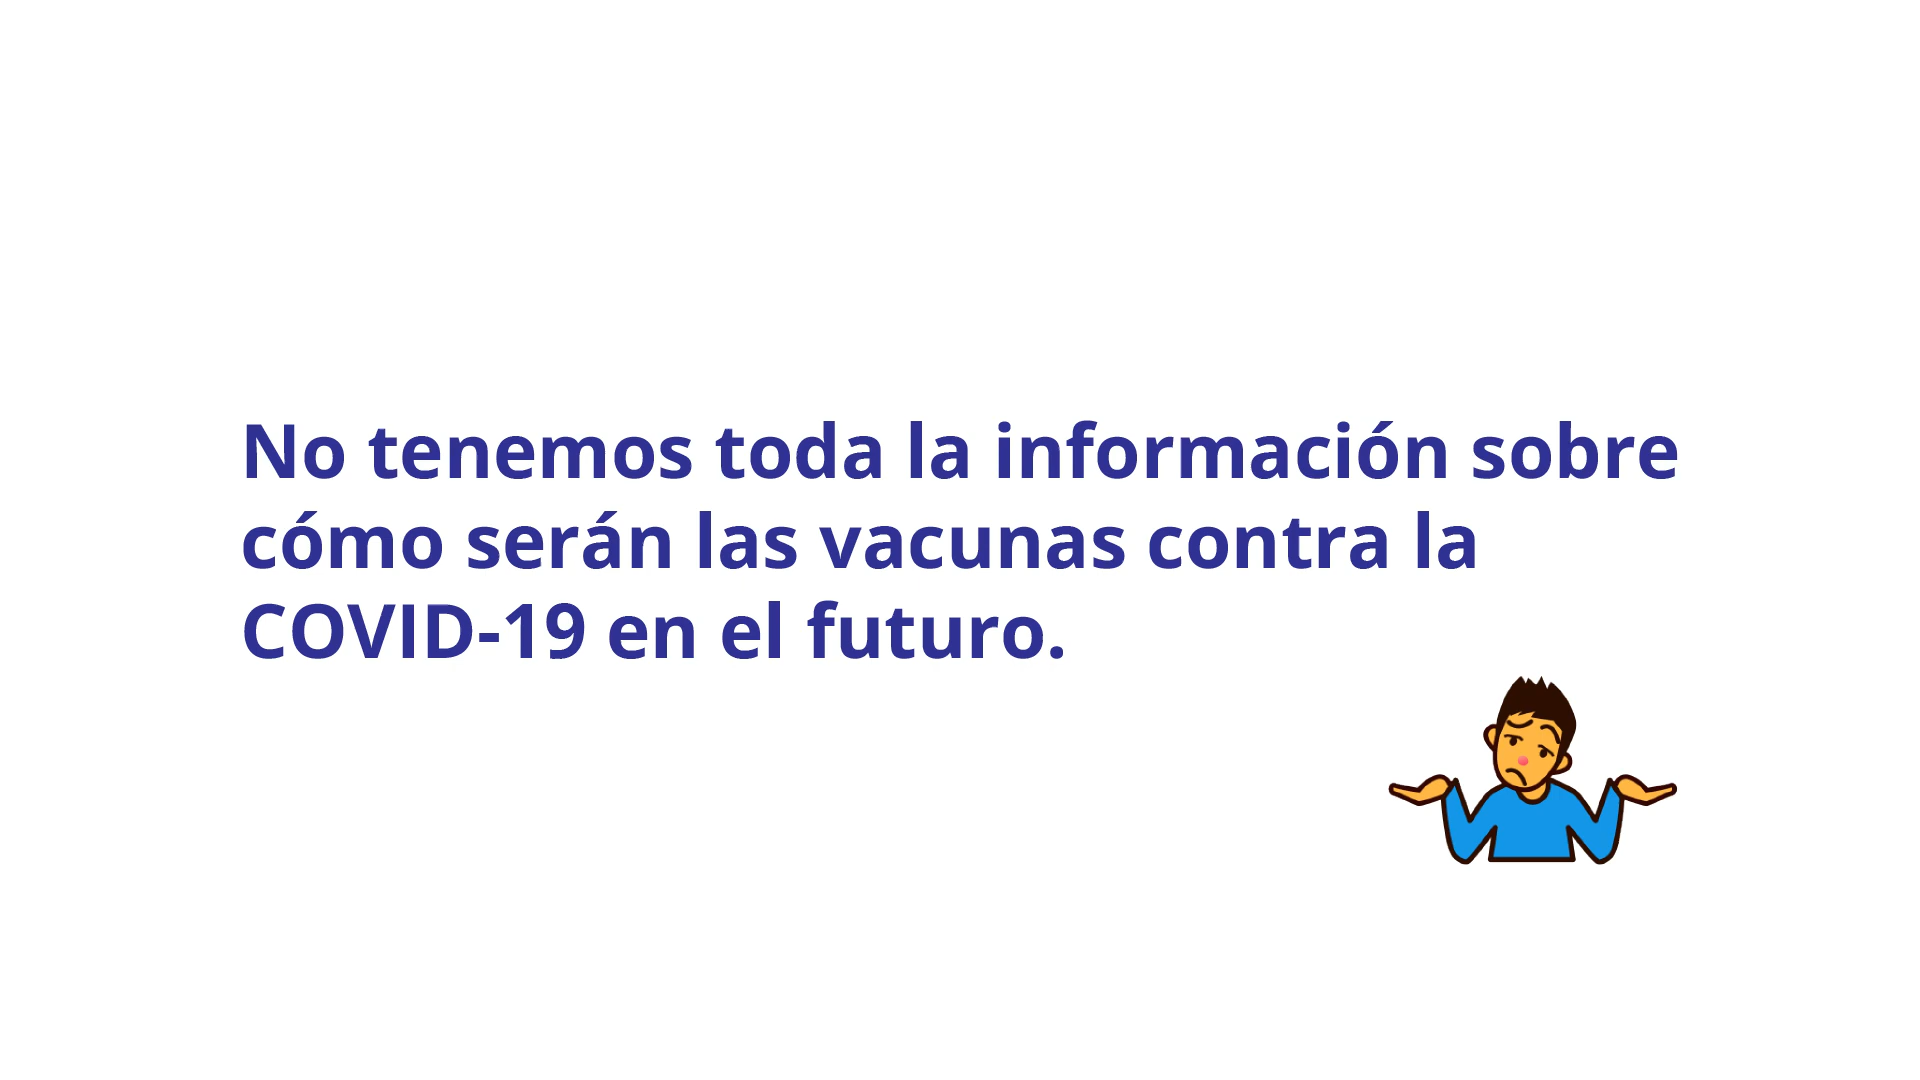 No tenemos toda la información sobre
cómo serán las vacunas contra la
COVID-19 en el futuro.